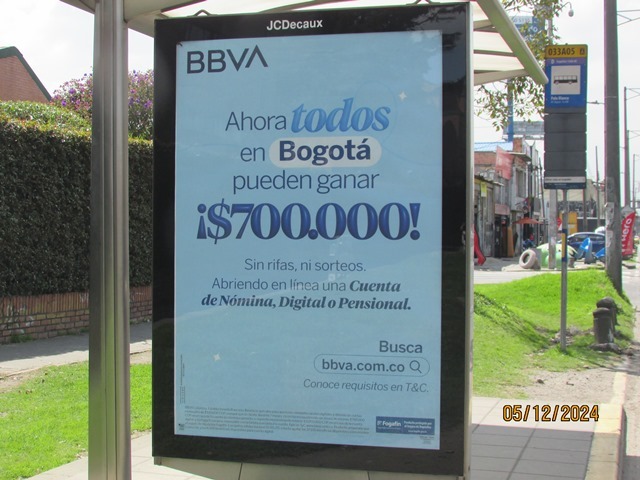 JCDecaux
BBVA
Ahora todos
en Bogotá
pueden ganar
¡$700.000!
Sin rifas, ni sorteos.
Abriendo en línea una Cuenta
de Nómina, Digital o Pensional.
Busca
bbva.com.co
Conoce requisitos en T&C.
Fogafín
033A05
05/12/2024